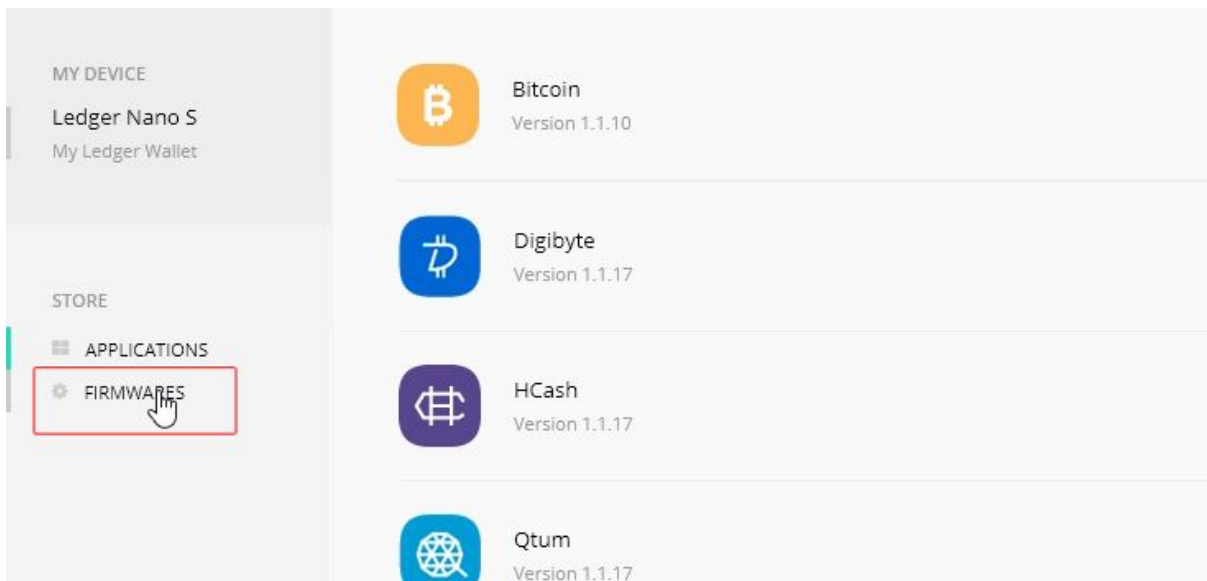 MY DEVICE
Ledger Nano S
My Ledger Wallet
STORE
APPLICATIONS
FIRMWARES
Bitcoin
Version 1.1.10
Digibyte
Version 1.1.17
HCash
Version 1.1.17
Qtum
Version 1.1.17